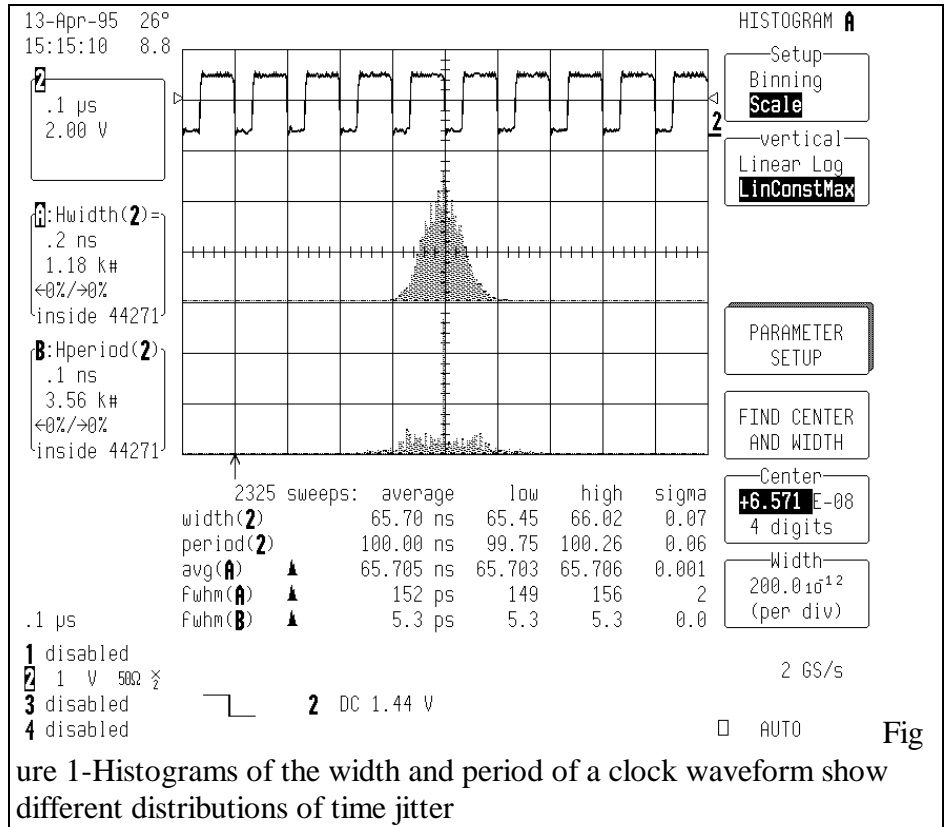 13-Apr-95 26°
15:15:10 8.8
HISTOGRAM A
Setup
Binning
Scale
2
.1 µs
2.00 V
2
vertical
Linear Log
LinConstMax
A:Hwidth(2)=
.2 ns
1.18 k#
←0%/→0%
inside 44271
B:Hperiod(2)
.1 ns
3.56 k#
←0%/→0%
inside 44271
PARAMETER
SETUP
FIND CENTER
AND WIDTH
Center
+6.571 E-08
4 digits
Width
200.0 10⁻¹²
(per div)
2325 sweeps: average low high sigma
width(2) 65.70 ns 65.45 66.02 0.07
period(2) 100.00 ns 99.75 100.26 0.06
avg(A) 65.705 ns 65.703 65.706 0.001
fwhm(A) 152 ps 149 156 2
fwhm(B) 5.3 ps 5.3 5.3 0.0
.1 µs
1 disabled
2 1 V 50Ω ×2
3 disabled
4 disabled
2 DC 1.44 V
2 GS/s
AUTO
Fig
ure 1-Histograms of the width and period of a clock waveform show
different distributions of time jitter